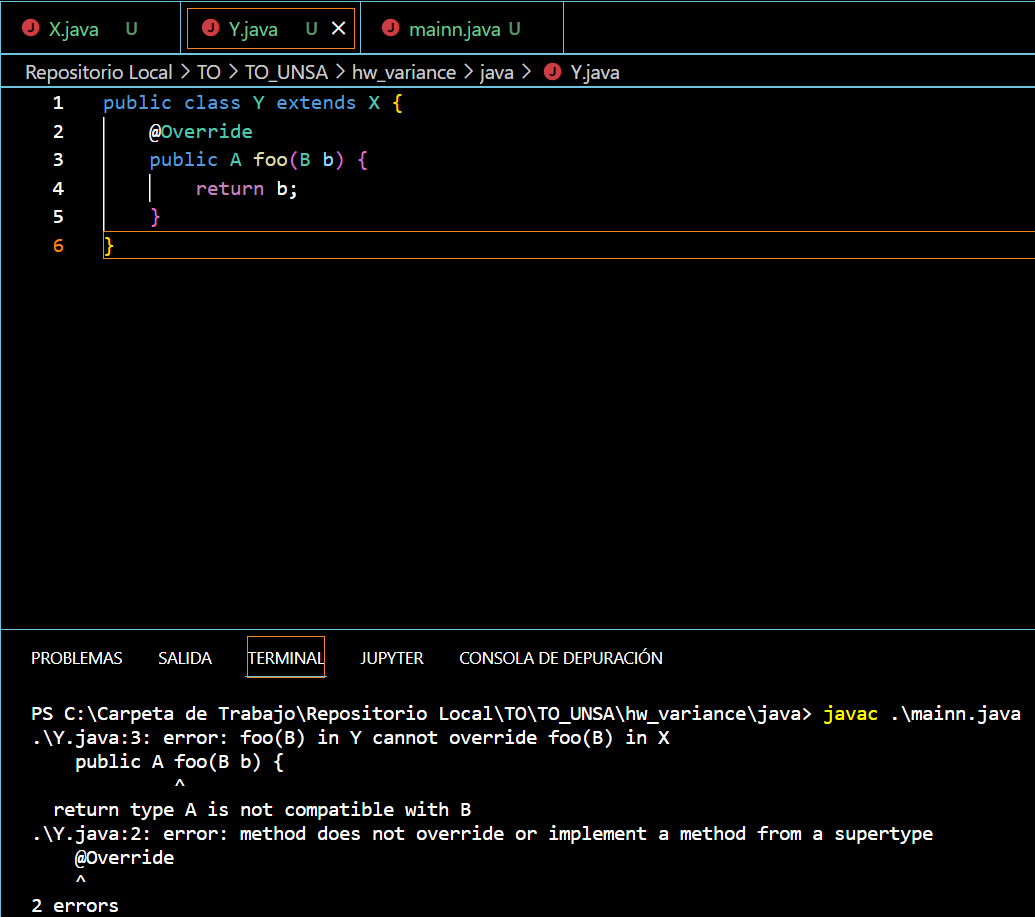 J X.java U J Y.java U J mainn.java U
Repositorio Local > TO > TO_UNSA > hw_variance > java > J Y.java
1 public class Y extends X {
2     @Override
3     public A foo(B b) {
4         return b;
5     }
6 }
PROBLEMAS SALIDA TERMINAL JUPYTER CONSOLA DE DEPURACIÓN
PS C:\Carpeta de Trabajo\Repositorio Local\TO\TO_UNSA\hw_variance\java> javac .\mainn.java
.\Y.java:3: error: foo(B) in Y cannot override foo(B) in X
    public A foo(B b) {
             ^
  return type A is not compatible with B
.\Y.java:2: error: method does not override or implement a method from a supertype
    @Override
    ^
2 errors